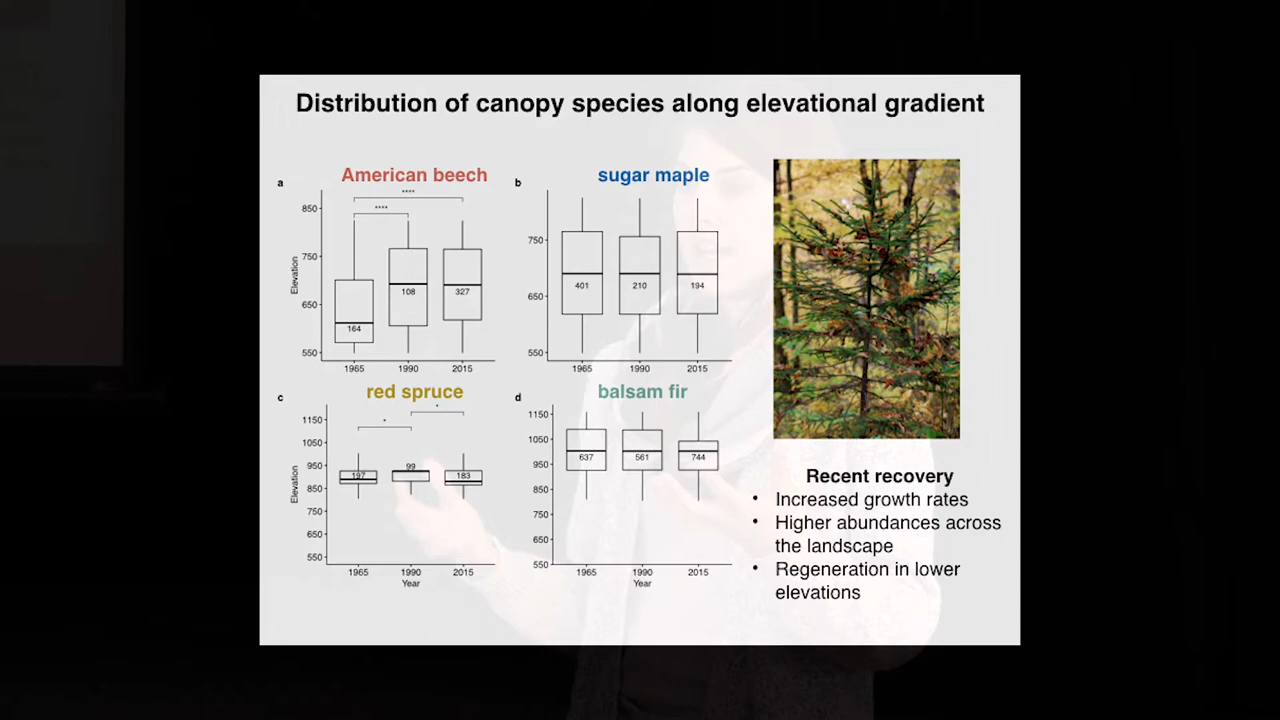 Distribution of canopy species along elevational gradient
a
American beech
****
****
850
750
650
550
Elevation
164
108
327
1965
1990
2015
b
sugar maple
750
650
550
401
210
194
1965
1990
2015
c
red spruce
*
*
1150
1050
950
850
750
650
550
Elevation
197
99
183
1965
1990
2015
Year
d
balsam fir
1150
1050
950
850
750
650
550
637
561
744
1965
1990
2015
Year
Recent recovery
• Increased growth rates
• Higher abundances across
the landscape
• Regeneration in lower
elevations